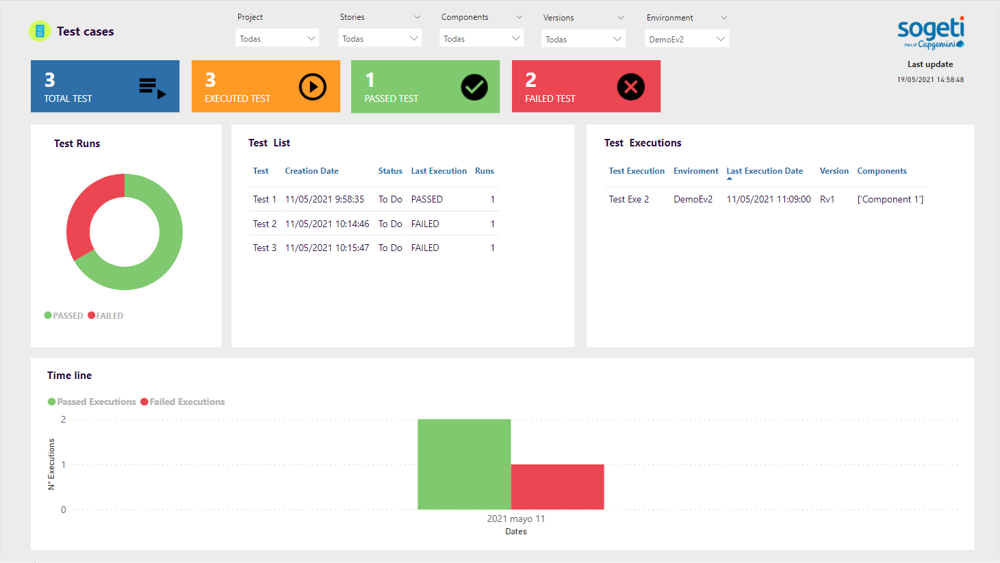 Test cases
Project
Todas
Stories
Todas
Components
Todas
Versions
Todas
Environment
DemoEv2
sogeti
Part of Capgemini
Last update
19/05/2021 14:58:48
3
TOTAL TEST
3
EXECUTED TEST
1
PASSED TEST
2
FAILED TEST
Test Runs
PASSED FAILED
Test List
Test Creation Date Status Last Execution Runs
Test 1 11/05/2021 9:58:35 To Do PASSED 1
Test 2 11/05/2021 10:14:46 To Do FAILED 1
Test 3 11/05/2021 10:15:47 To Do FAILED 1
Test Executions
Test Execution Enviroment Last Execution Date Version Components
Test Exe 2 DemoEv2 11/05/2021 11:09:00 Rv1 ['Component 1']
Time line
Passed Executions Failed Executions
N° Executions
2
1
0
2021 mayo 11
Dates